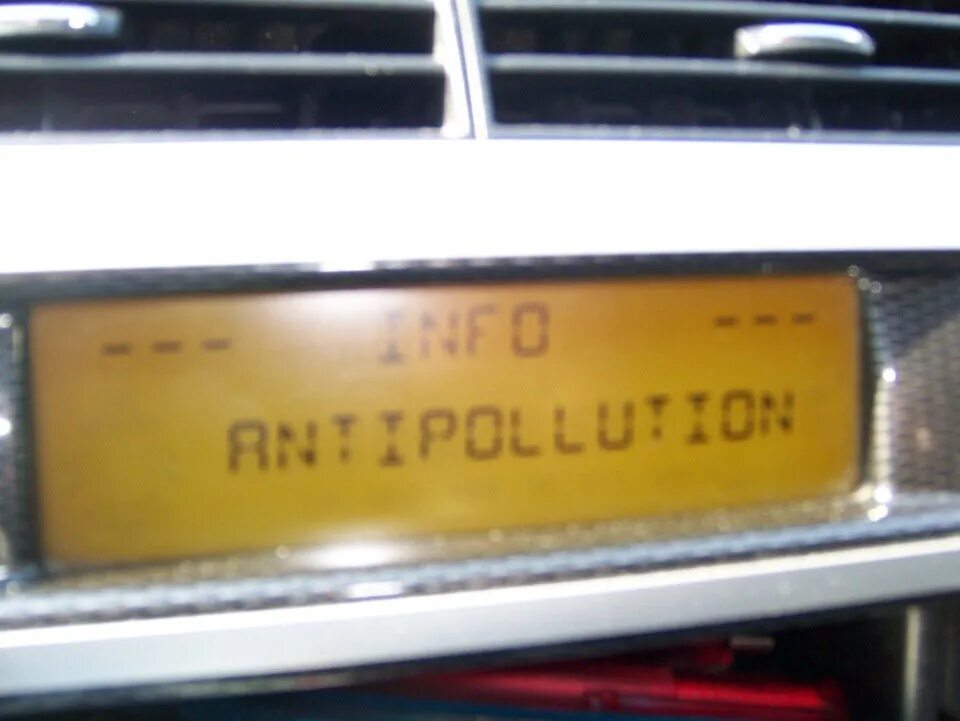 --- INFO ---
ANTIPOLLUTION